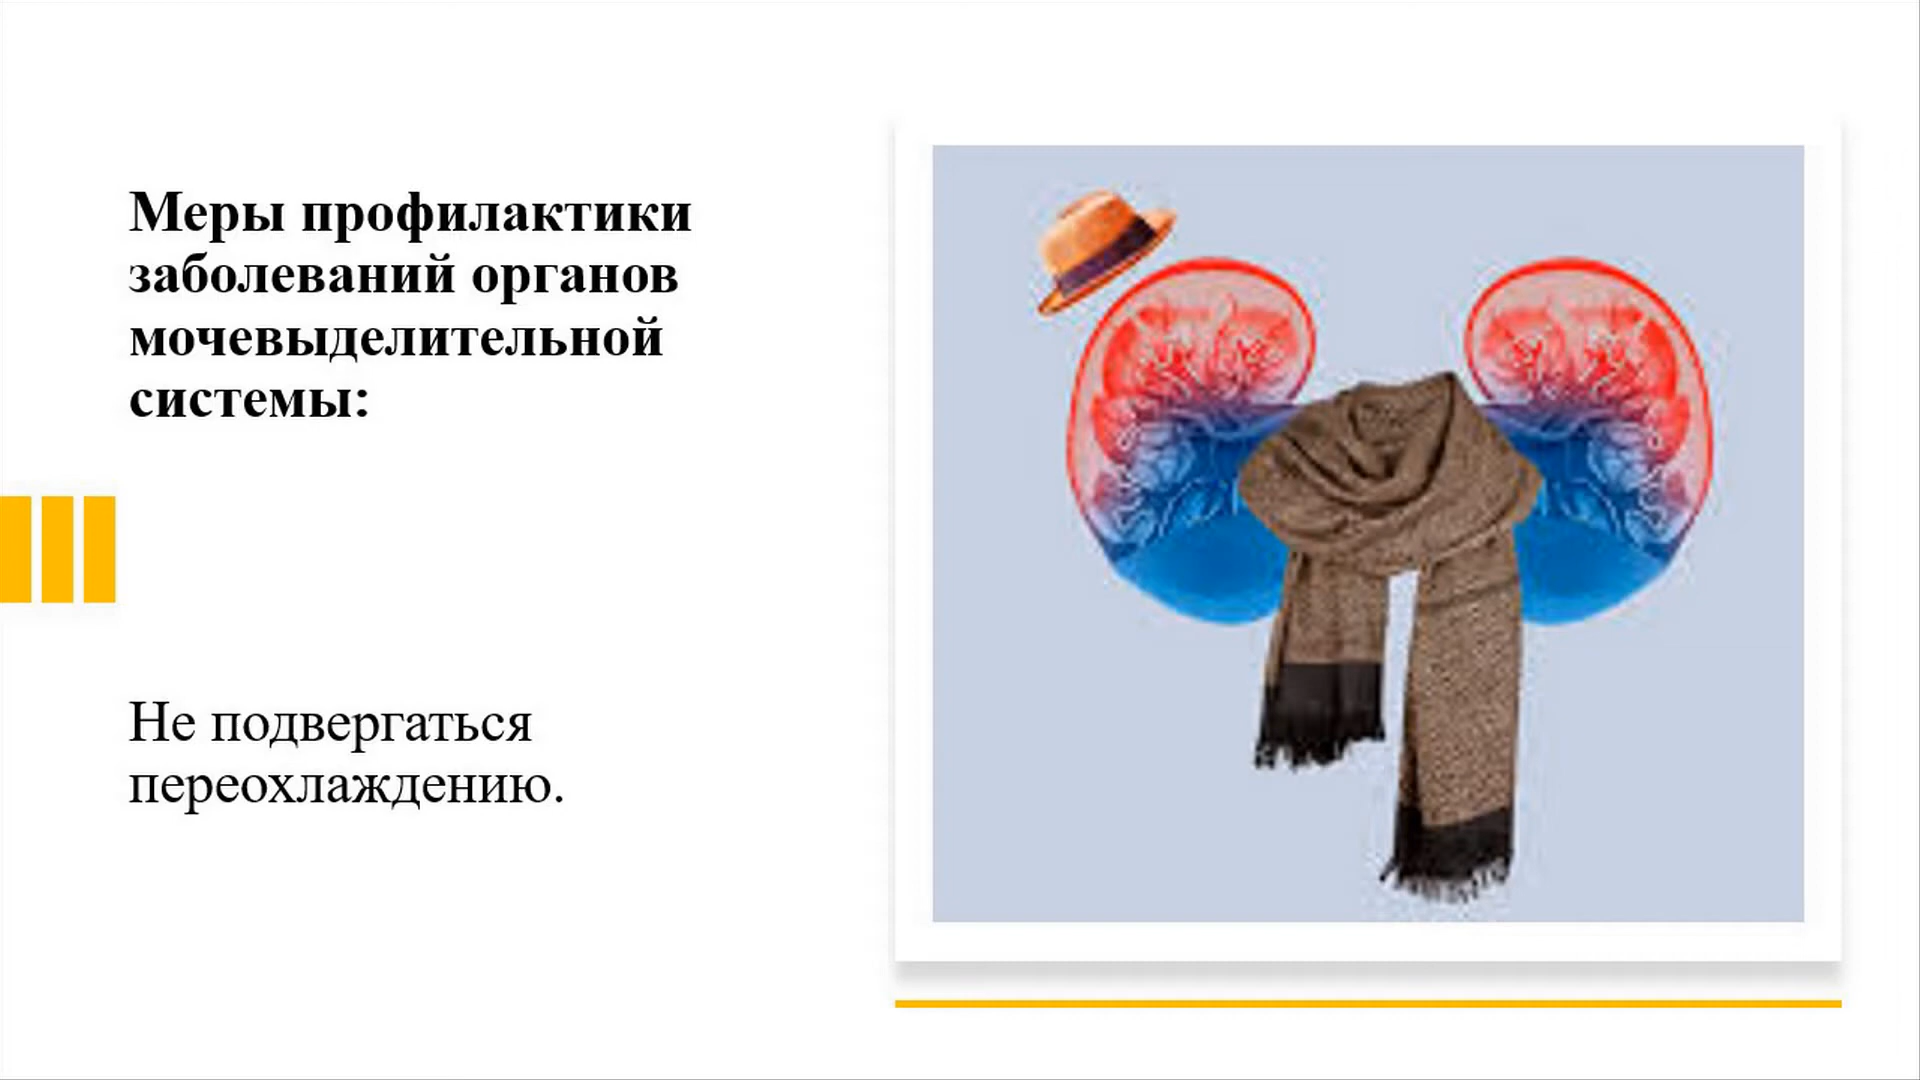 Меры профилактики
заболеваний органов
мочевыделительной
системы:
Не подвергаться
переохлаждению.